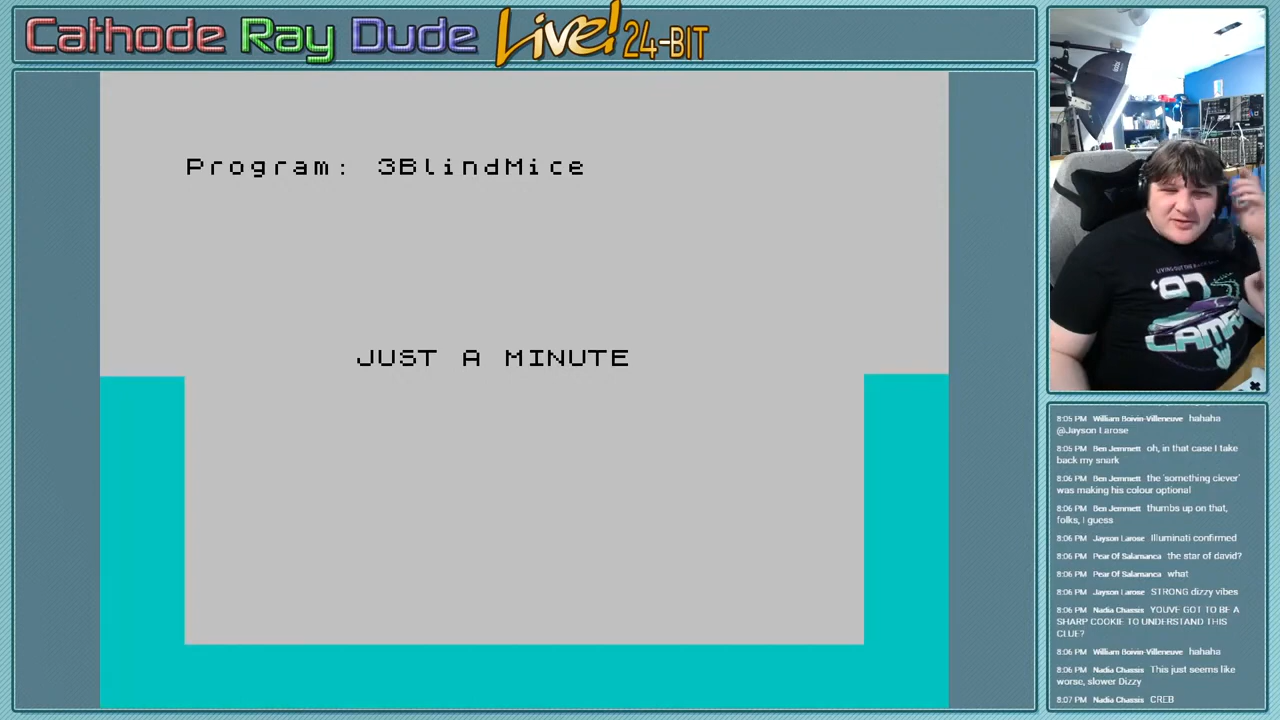 Cathode Ray Dude Live! 24-BIT
Program: 3BlindMice
JUST A MINUTE
LIVING OUT THE
'97
LAMP
8:05 PM William Boivin-Villeneuve hahaha
@Jayson Larose
8:05 PM Ben Jemmett oh, in that case I take
back my snark
8:06 PM Ben Jemmett the 'something clever'
was making his colour optional
8:06 PM Ben Jemmett thumbs up on that,
folks, I guess
8:06 PM Jayson Larose Illuminati confirmed
8:06 PM Pear Of Salamanca the star of david?
8:06 PM Pear Of Salamanca what
8:06 PM Jayson Larose STRONG dizzy vibes
8:06 PM Nadia Chassis YOUVE GOT TO BE A
SHARP COOKIE TO UNDERSTAND THIS
CLUE?
8:06 PM William Boivin-Villeneuve hahaha
8:06 PM Nadia Chassis This just seems like
worse, slower Dizzy
8:07 PM Nadia Chassis CREB